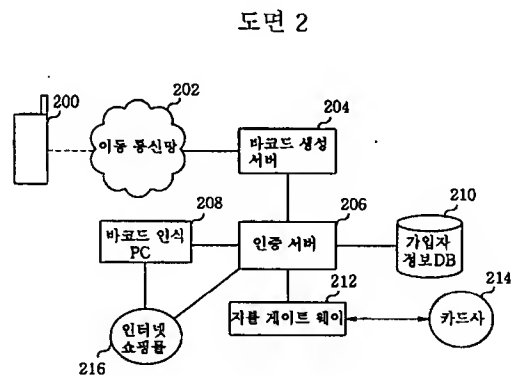 도면 2
200
202
이동 통신망
204
바코드 생성
서버
208
바코드 인식
PC
206
인증 서버
210
가입자
정보DB
212
지불 게이트 웨이
214
카드사
인터넷
쇼핑몰
216